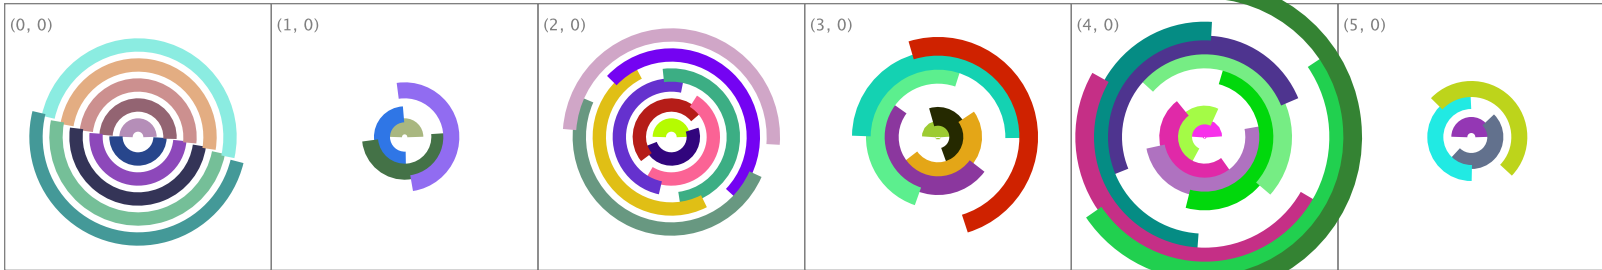 (0, 0) (1, 0) (2, 0) (3, 0) (4, 0) (5, 0)